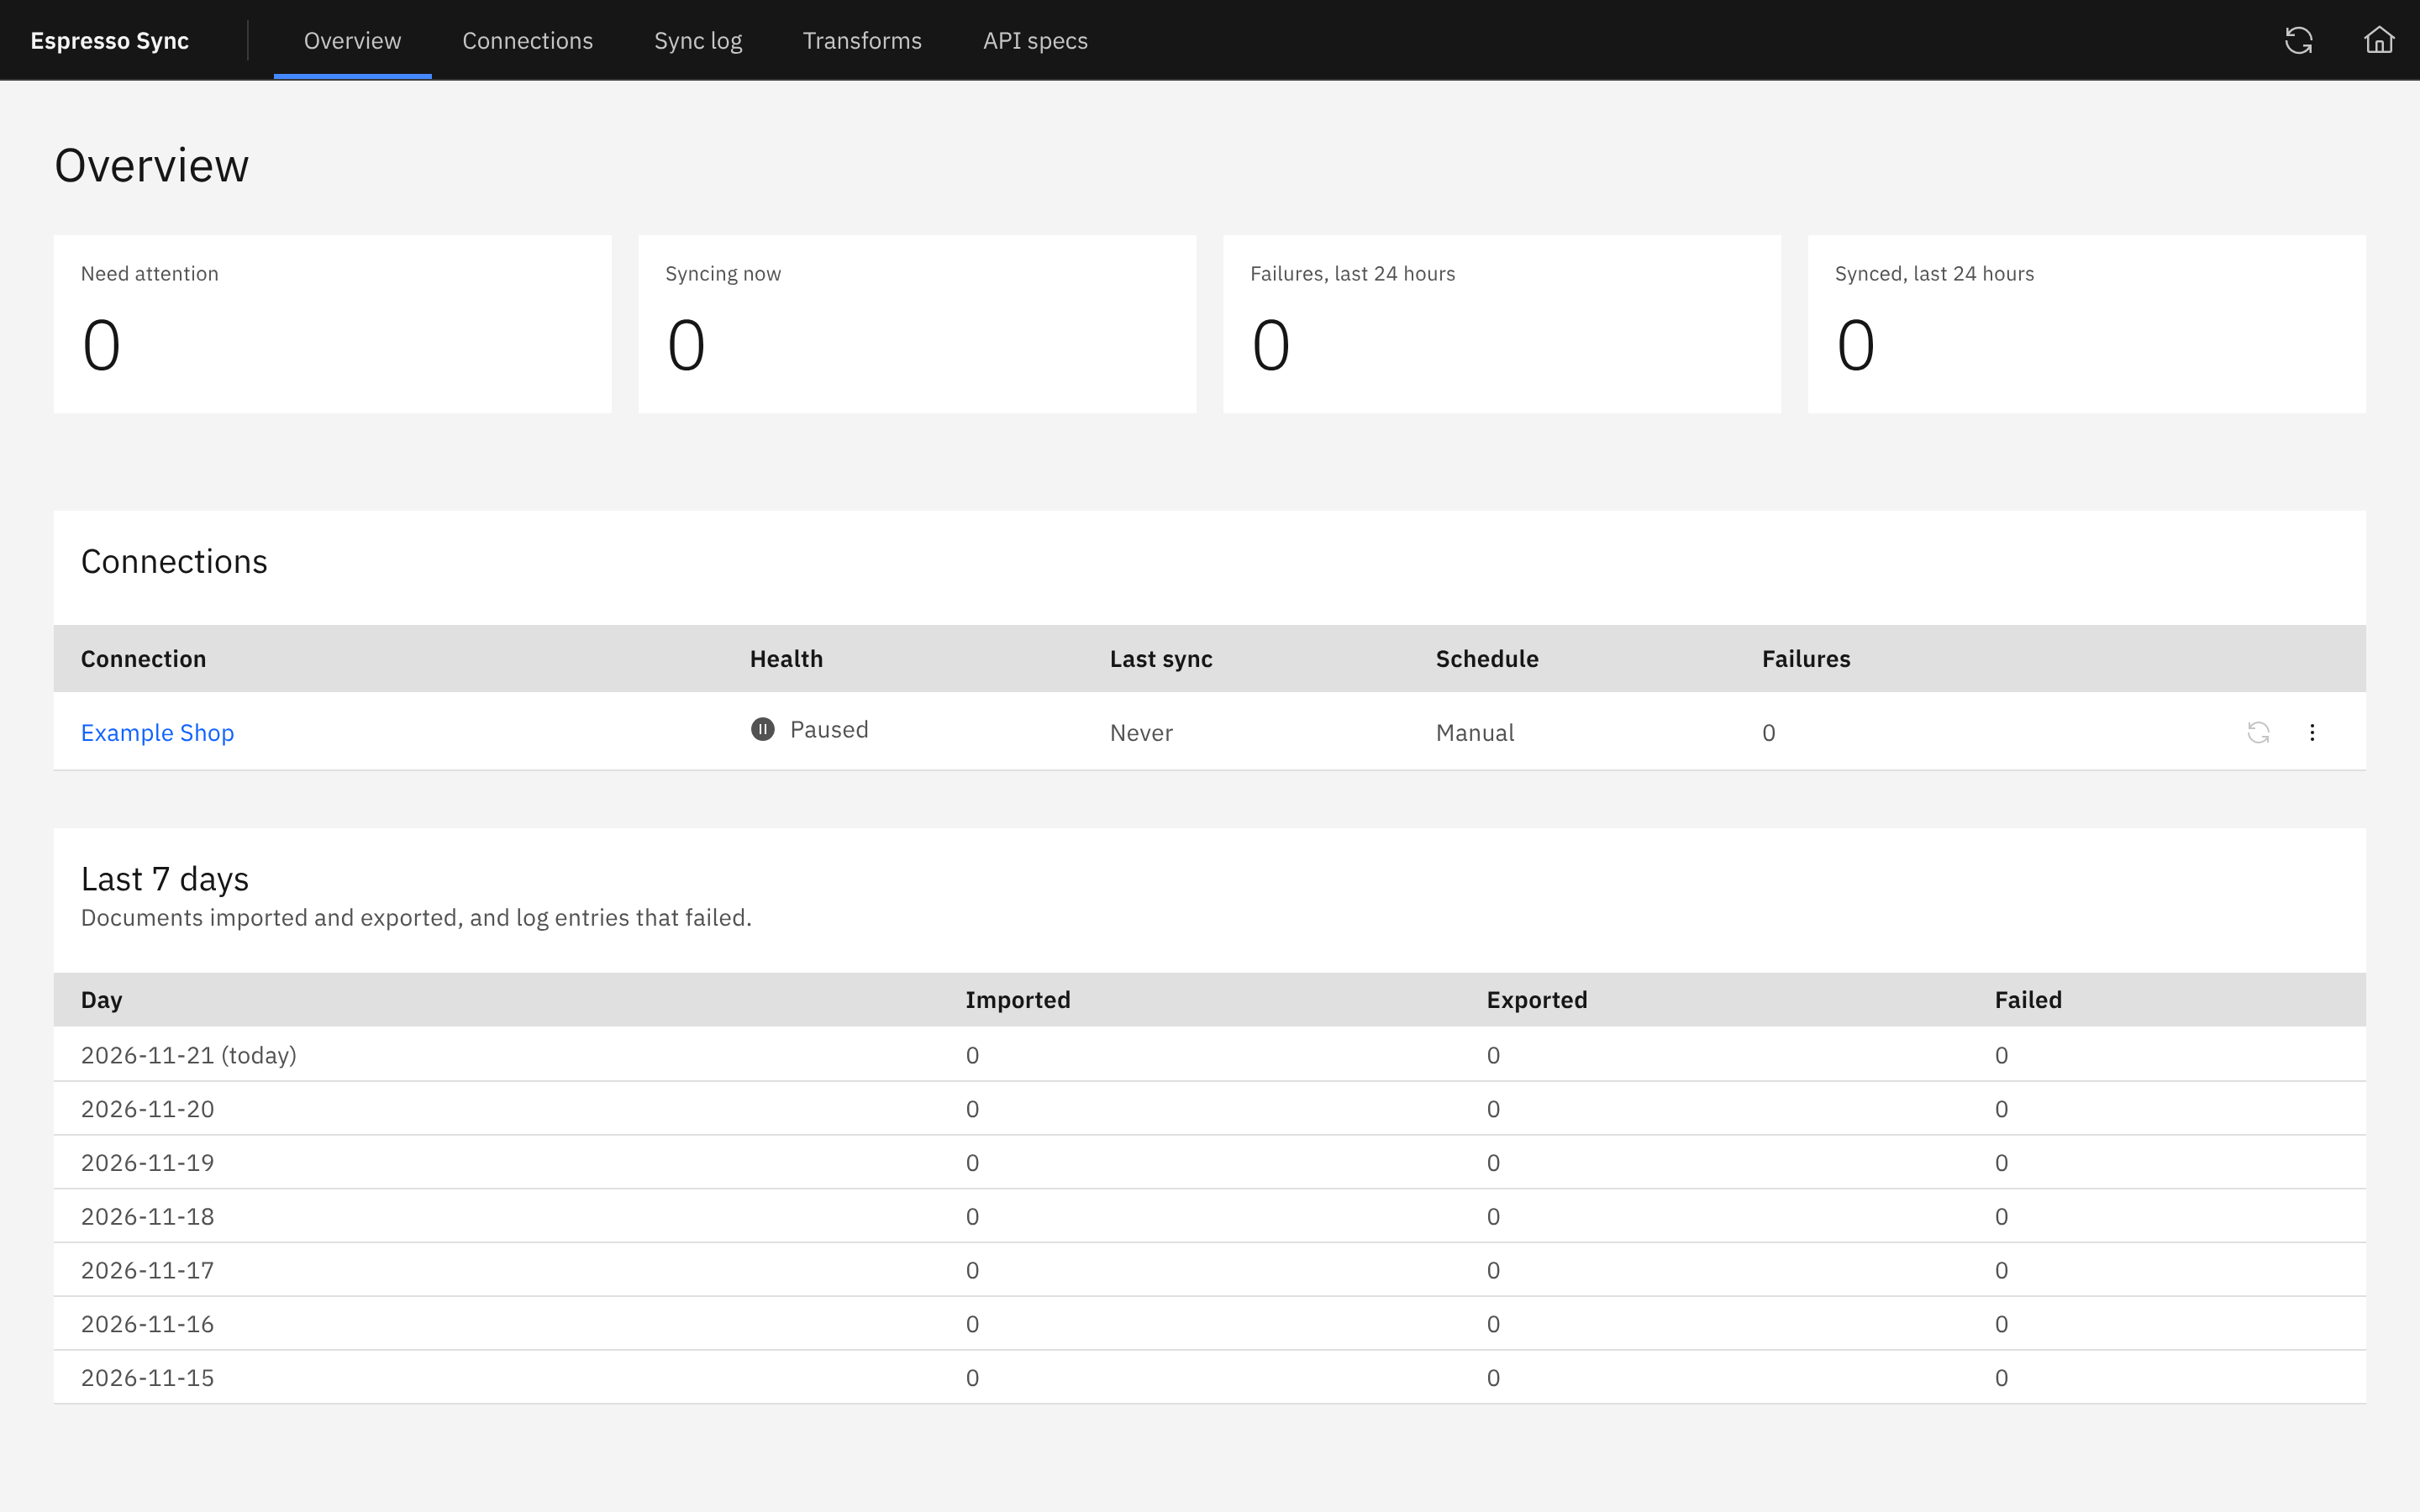 Espresso Sync Overview Connections Sync log Transforms API specs
Overview
Need attention Syncing now Failures, last 24 hours Synced, last 24 hours
0 0 0 0
Connections
Connection Health Last sync Schedule Failures
Example Shop Paused Never Manual 0
Last 7 days
Documents imported and exported, and log entries that failed.
Day Imported Exported Failed
2026-11-21 (today) 0 0 0
2026-11-20 0 0 0
2026-11-19 0 0 0
2026-11-18 0 0 0
2026-11-17 0 0 0
2026-11-16 0 0 0
2026-11-15 0 0 0